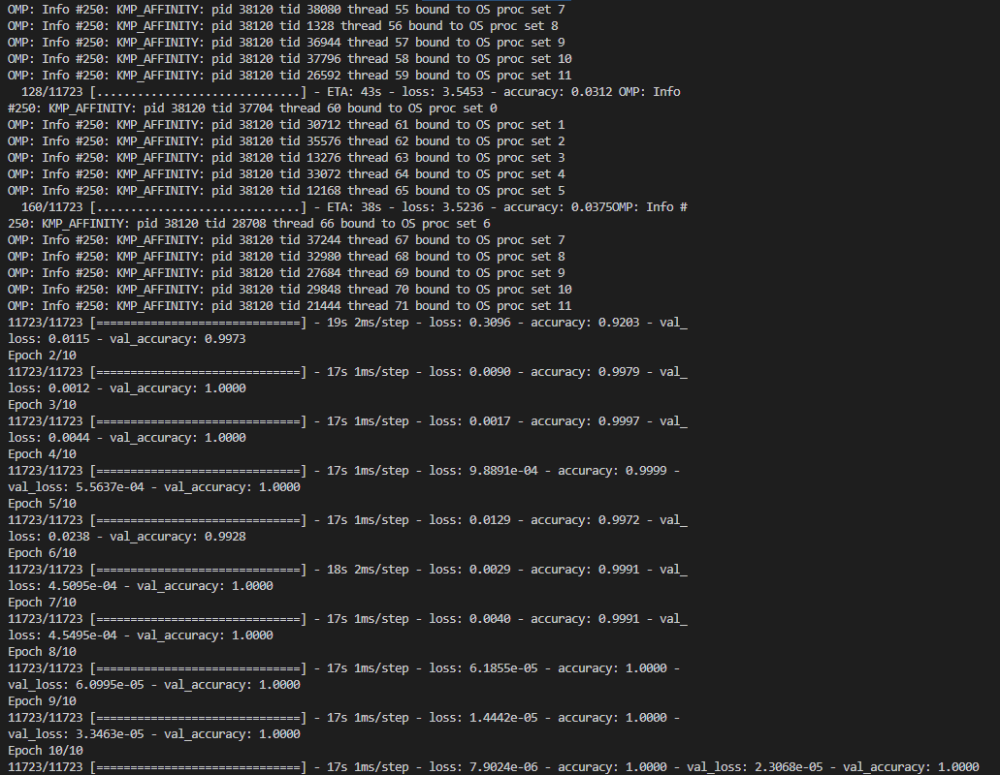 OMP: Info #250: KMP_AFFINITY: pid 38120 tid 38080 thread 55 bound to OS proc set 7
OMP: Info #250: KMP_AFFINITY: pid 38120 tid 1328 thread 56 bound to OS proc set 8
OMP: Info #250: KMP_AFFINITY: pid 38120 tid 36944 thread 57 bound to OS proc set 9
OMP: Info #250: KMP_AFFINITY: pid 38120 tid 37796 thread 58 bound to OS proc set 10
OMP: Info #250: KMP_AFFINITY: pid 38120 tid 26592 thread 59 bound to OS proc set 11
  128/11723 [..............................] - ETA: 43s - loss: 3.5453 - accuracy: 0.0312 OMP: Info
#250: KMP_AFFINITY: pid 38120 tid 37704 thread 60 bound to OS proc set 0
OMP: Info #250: KMP_AFFINITY: pid 38120 tid 30712 thread 61 bound to OS proc set 1
OMP: Info #250: KMP_AFFINITY: pid 38120 tid 35576 thread 62 bound to OS proc set 2
OMP: Info #250: KMP_AFFINITY: pid 38120 tid 13276 thread 63 bound to OS proc set 3
OMP: Info #250: KMP_AFFINITY: pid 38120 tid 33072 thread 64 bound to OS proc set 4
OMP: Info #250: KMP_AFFINITY: pid 38120 tid 12168 thread 65 bound to OS proc set 5
  160/11723 [..............................] - ETA: 38s - loss: 3.5236 - accuracy: 0.0375OMP: Info #
250: KMP_AFFINITY: pid 38120 tid 28708 thread 66 bound to OS proc set 6
OMP: Info #250: KMP_AFFINITY: pid 38120 tid 37244 thread 67 bound to OS proc set 7
OMP: Info #250: KMP_AFFINITY: pid 38120 tid 32980 thread 68 bound to OS proc set 8
OMP: Info #250: KMP_AFFINITY: pid 38120 tid 27684 thread 69 bound to OS proc set 9
OMP: Info #250: KMP_AFFINITY: pid 38120 tid 29848 thread 70 bound to OS proc set 10
OMP: Info #250: KMP_AFFINITY: pid 38120 tid 21444 thread 71 bound to OS proc set 11
11723/11723 [==============================] - 19s 2ms/step - loss: 0.3096 - accuracy: 0.9203 - val_
loss: 0.0115 - val_accuracy: 0.9973
Epoch 2/10
11723/11723 [==============================] - 17s 1ms/step - loss: 0.0090 - accuracy: 0.9979 - val_
loss: 0.0012 - val_accuracy: 1.0000
Epoch 3/10
11723/11723 [==============================] - 17s 1ms/step - loss: 0.0017 - accuracy: 0.9997 - val_
loss: 0.0044 - val_accuracy: 1.0000
Epoch 4/10
11723/11723 [==============================] - 17s 1ms/step - loss: 9.8891e-04 - accuracy: 0.9999 -
val_loss: 5.5637e-04 - val_accuracy: 1.0000
Epoch 5/10
11723/11723 [==============================] - 17s 1ms/step - loss: 0.0129 - accuracy: 0.9972 - val_
loss: 0.0238 - val_accuracy: 0.9928
Epoch 6/10
11723/11723 [==============================] - 18s 2ms/step - loss: 0.0029 - accuracy: 0.9991 - val_
loss: 4.5095e-04 - val_accuracy: 1.0000
Epoch 7/10
11723/11723 [==============================] - 17s 1ms/step - loss: 0.0040 - accuracy: 0.9991 - val_
loss: 4.5495e-04 - val_accuracy: 1.0000
Epoch 8/10
11723/11723 [==============================] - 17s 1ms/step - loss: 6.1855e-05 - accuracy: 1.0000 -
val_loss: 6.0995e-05 - val_accuracy: 1.0000
Epoch 9/10
11723/11723 [==============================] - 17s 1ms/step - loss: 1.4442e-05 - accuracy: 1.0000 -
val_loss: 3.3463e-05 - val_accuracy: 1.0000
Epoch 10/10
11723/11723 [==============================] - 17s 1ms/step - loss: 7.9024e-06 - accuracy: 1.0000 - val_loss: 2.3068e-05 - val_accuracy: 1.0000